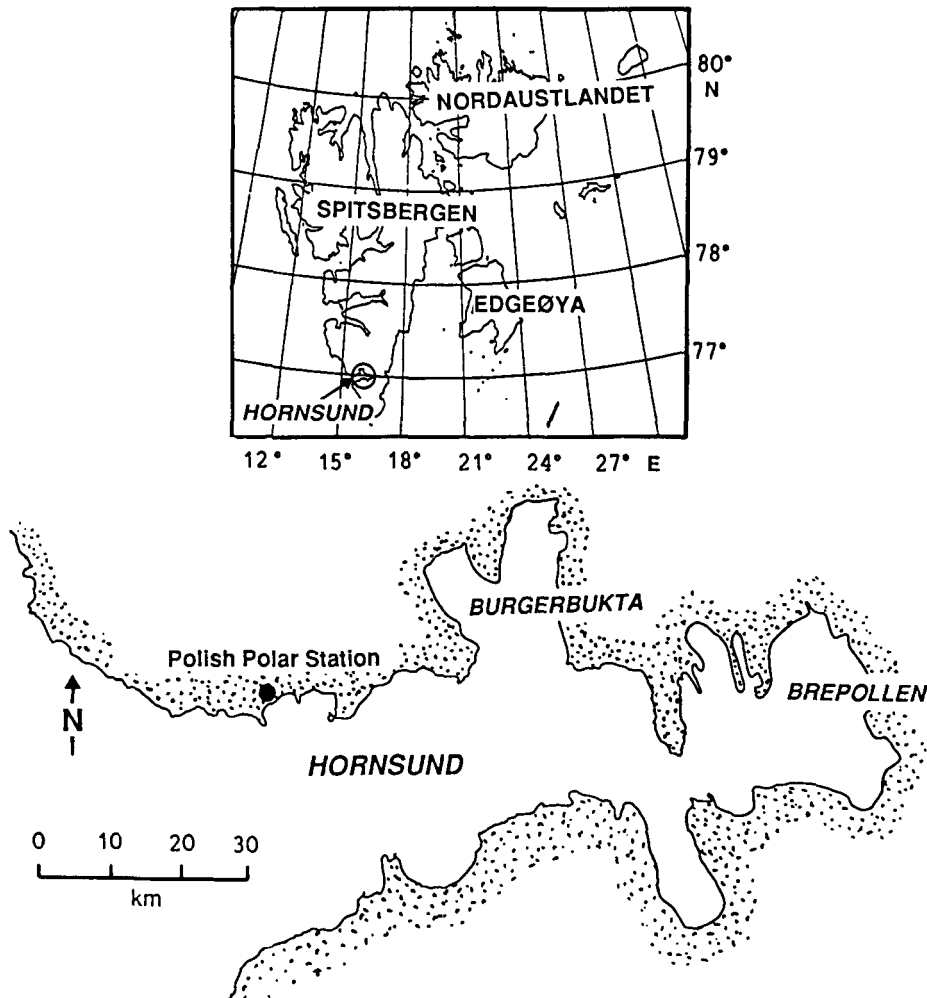 80°
N
NORDAUSTLANDET
79°
SPITSBERGEN
78°
EDGEØYA
77°
HORNSUND
12° 15° 18° 21° 24° 27° E
BURGERBUKTA
Polish Polar Station
BREPOLLEN
N
HORNSUND
0 10 20 30
km